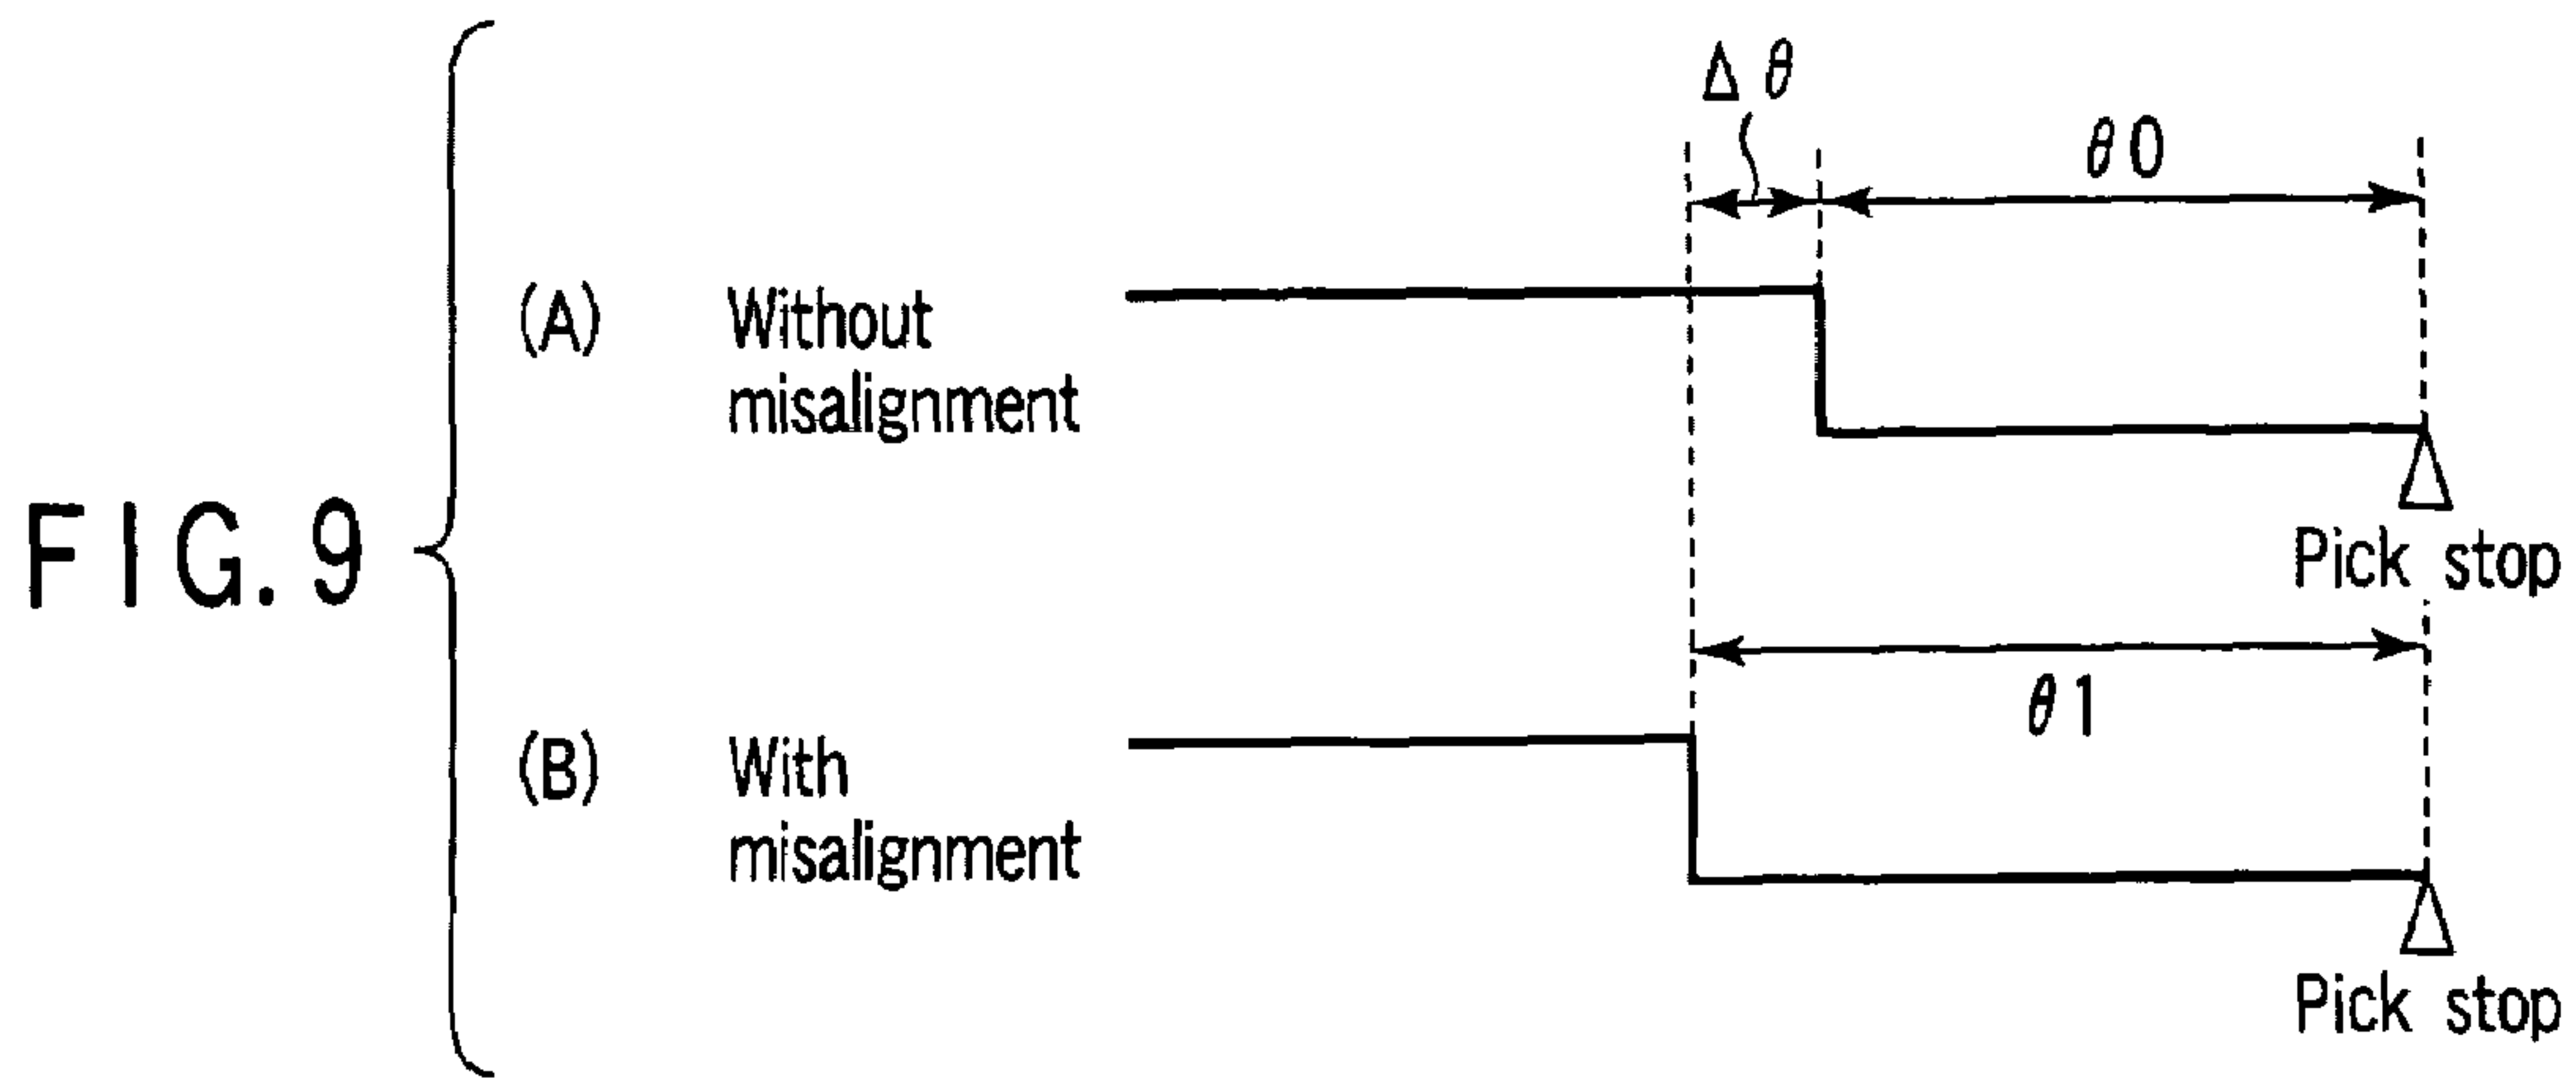 FIG. 9
Δθ
θ0
(A) Without
misalignment
Pick stop
θ1
(B) With
misalignment
Pick stop